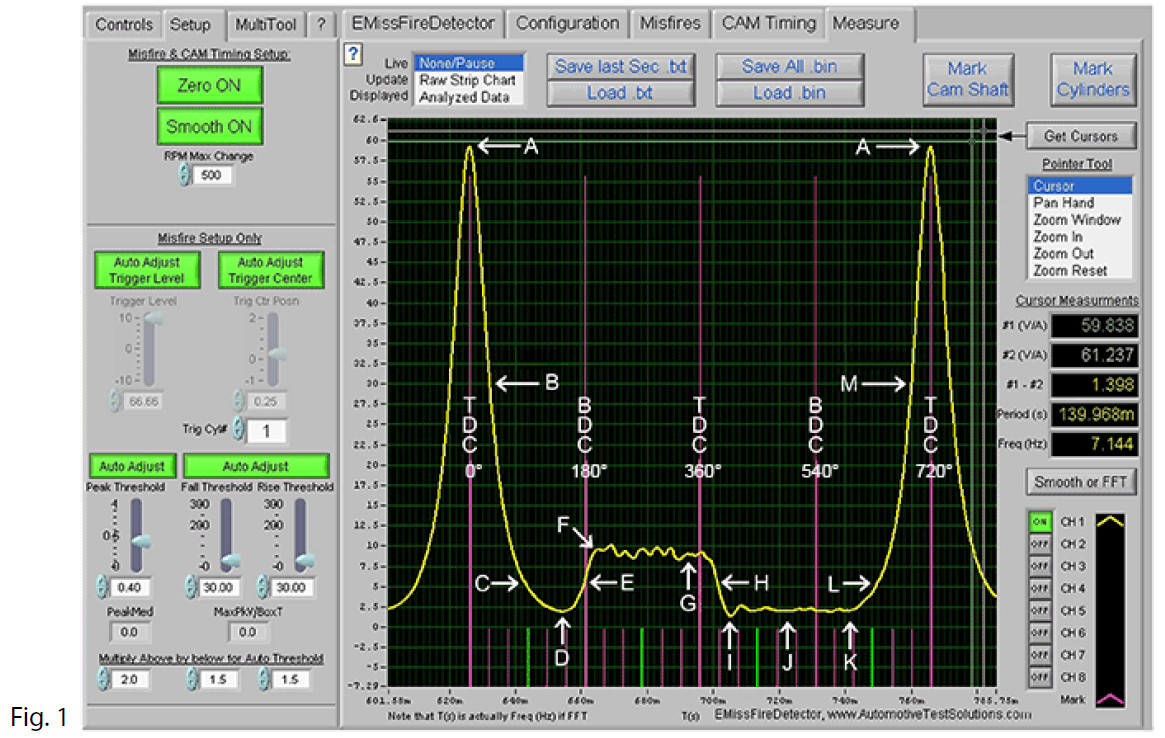 Controls Setup MultiTool ?
Misfire & CAM Timing Setup:
Zero ON
Smooth ON
RPM Max Change
500
Misfire Setup Only
Auto Adjust Trigger Level
Auto Adjust Trigger Center
Trigger Level
Trig Ctr Posn
10-
0-
-10-
2-
0-
-1-
66.66
0.25
Trig Cyl#
1
Auto Adjust
Auto Adjust
Peak Threshold
Fall Threshold
Rise Threshold
4
0.5
-0
300
200
-0
300
200
-0
0.40
30.00
30.00
PeakMed
MaxPkV/BoxT
0.0
0.0
Multiply Above by below for Auto Threshold
2.0
1.5
1.5
EMissFireDetector Configuration Misfires CAM Timing Measure
?
Live
Update
Displayed
None/Pause
Raw Strip Chart
Analyzed Data
Save last Sec .txt
Load .txt
Save All .bin
Load .bin
Mark
Cam Shaft
Mark
Cylinders
62.6-
60-
57.5-
55-
52.5-
50-
47.5-
45-
42.5-
40-
37.5-
35-
32.5-
30-
27.5-
25-
22.5-
20-
17.5-
15-
12.5-
10-
7.5-
5-
2.5-
0-
-2.5-
-5-
-7.29-
A
A
B
M
TDC
0°
BDC
180°
TDC
360°
BDC
540°
TDC
720°
F
C
E
G
H
L
D
I
J
K
601.58m 620m 640m 660m 680m 700m 720m 740m 760m 785.75m
Note that T(s) is actually Freq (Hz) if FFT
T(s)
EMissFireDetector, www.AutomotiveTestSolutions.com
Get Cursors
Pointer Tool
Cursor
Pan Hand
Zoom Window
Zoom In
Zoom Out
Zoom Reset
Cursor Measurments
#1 (V/A) 59.838
#2 (V/A) 61.237
#1 - #2 1.398
Period (s) 139.968m
Freq (Hz) 7.144
Smooth or FFT
ON CH 1
OFF CH 2
OFF CH 3
OFF CH 4
OFF CH 5
OFF CH 6
OFF CH 7
OFF CH 8
Mark
Fig. 1